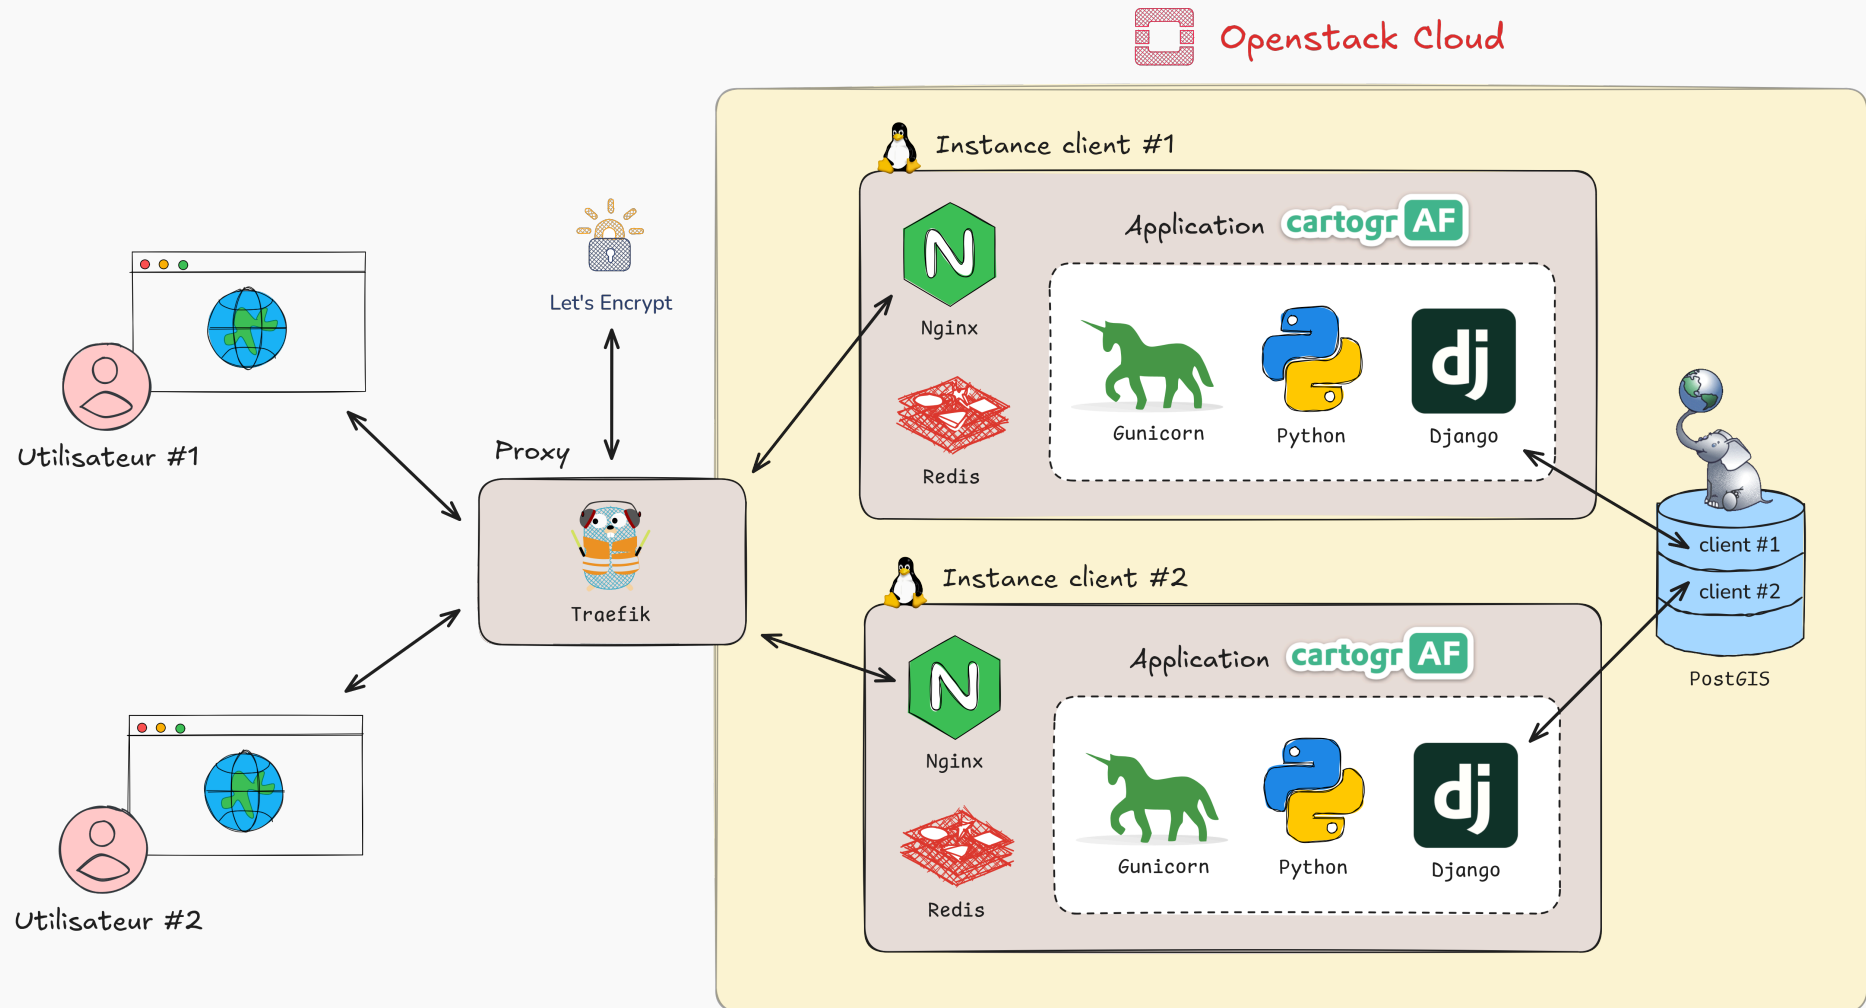 Openstack Cloud
Instance client #1
Application cartogrAF
Nginx
Redis
Gunicorn
Python
Django
Let's Encrypt
Utilisateur #1
Proxy
Traefik
client #1
client #2
PostGIS
Instance client #2
Application cartogrAF
Nginx
Redis
Gunicorn
Python
Django
Utilisateur #2